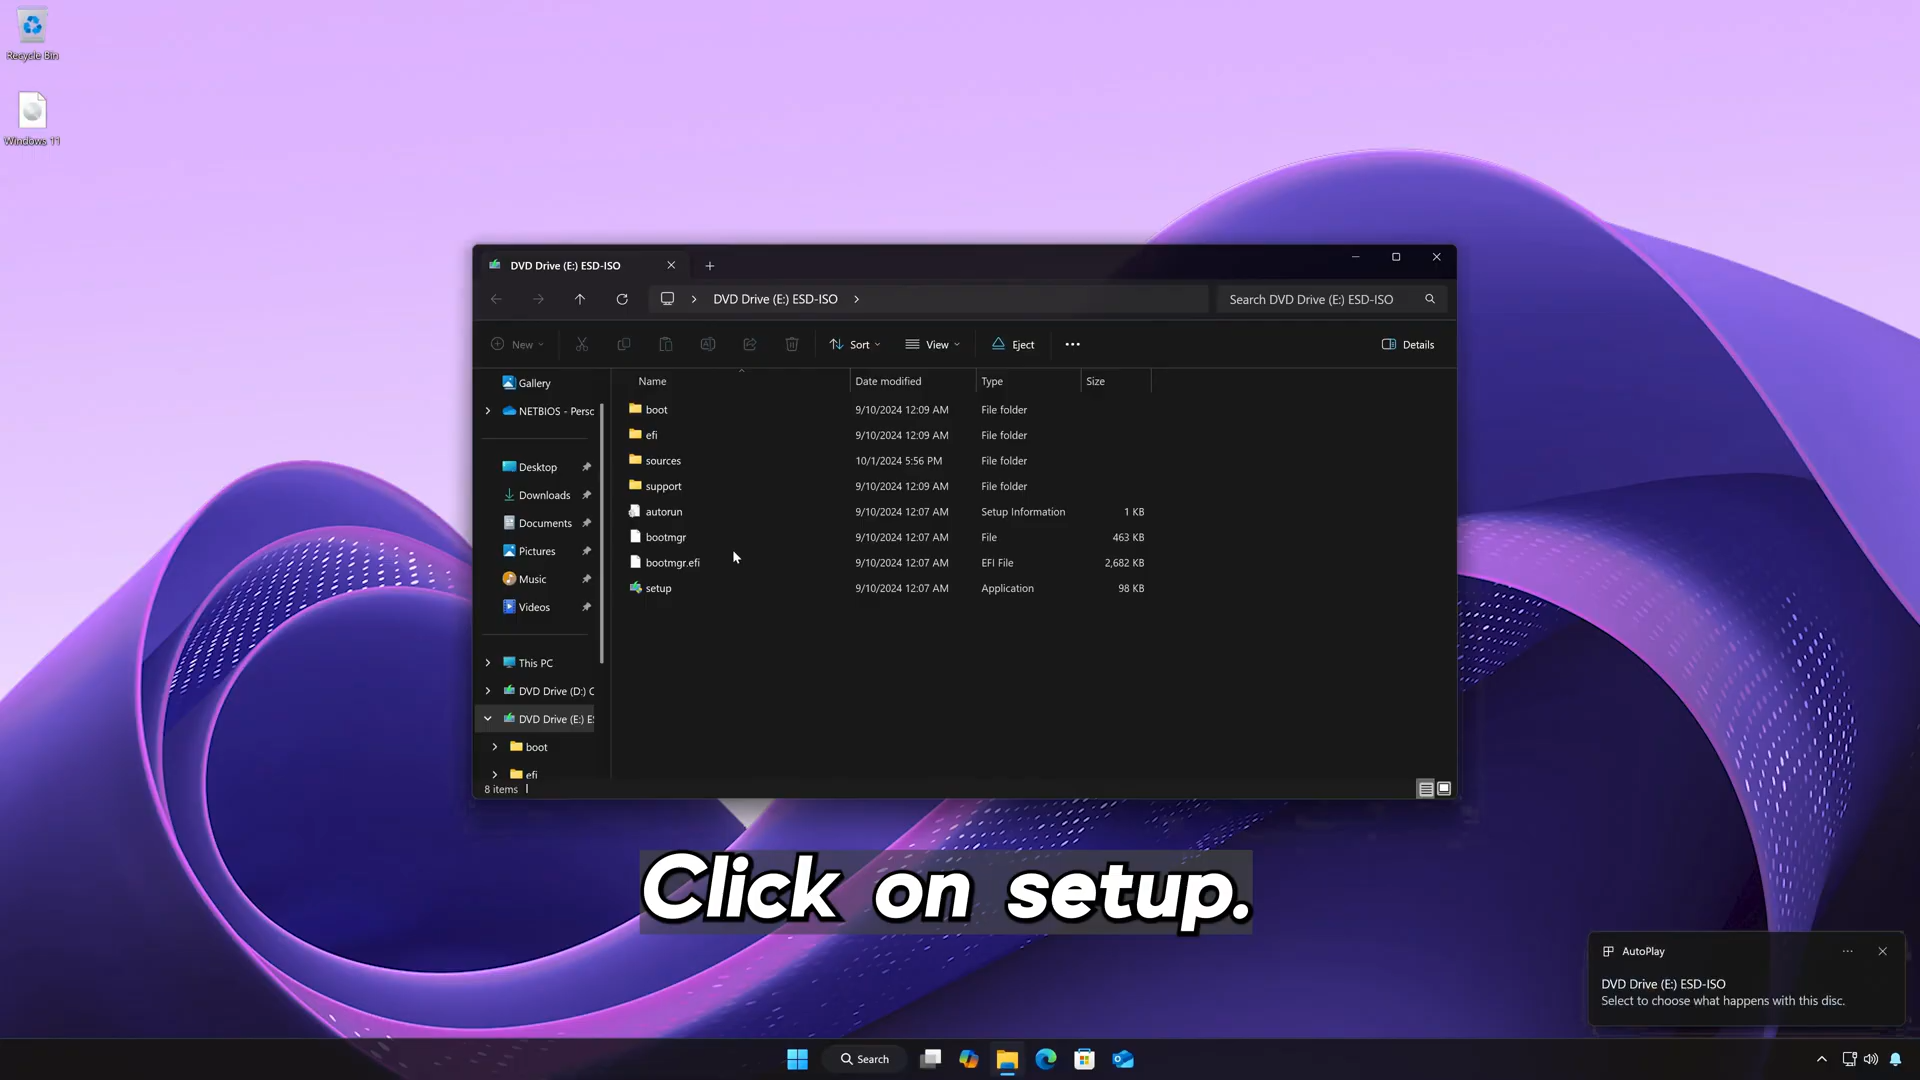 Recycle Bin
Windows 11
DVD Drive (E:) ESD-ISO
DVD Drive (E:) ESD-ISO
Search DVD Drive (E:) ESD-ISO
New
Sort
View
Eject
Details
Gallery
NETBIOS - Persc
Desktop
Downloads
Documents
Pictures
Music
Videos
This PC
DVD Drive (D:) C
DVD Drive (E:) ES
boot
efi
Name Date modified Type Size
boot 9/10/2024 12:09 AM File folder
efi 9/10/2024 12:09 AM File folder
sources 10/1/2024 5:56 PM File folder
support 9/10/2024 12:09 AM File folder
autorun 9/10/2024 12:07 AM Setup Information 1 KB
bootmgr 9/10/2024 12:07 AM File 463 KB
bootmgr.efi 9/10/2024 12:07 AM EFI File 2,682 KB
setup 9/10/2024 12:07 AM Application 98 KB
8 items
Click on setup.
AutoPlay
DVD Drive (E:) ESD-ISO
Select to choose what happens with this disc.
Search